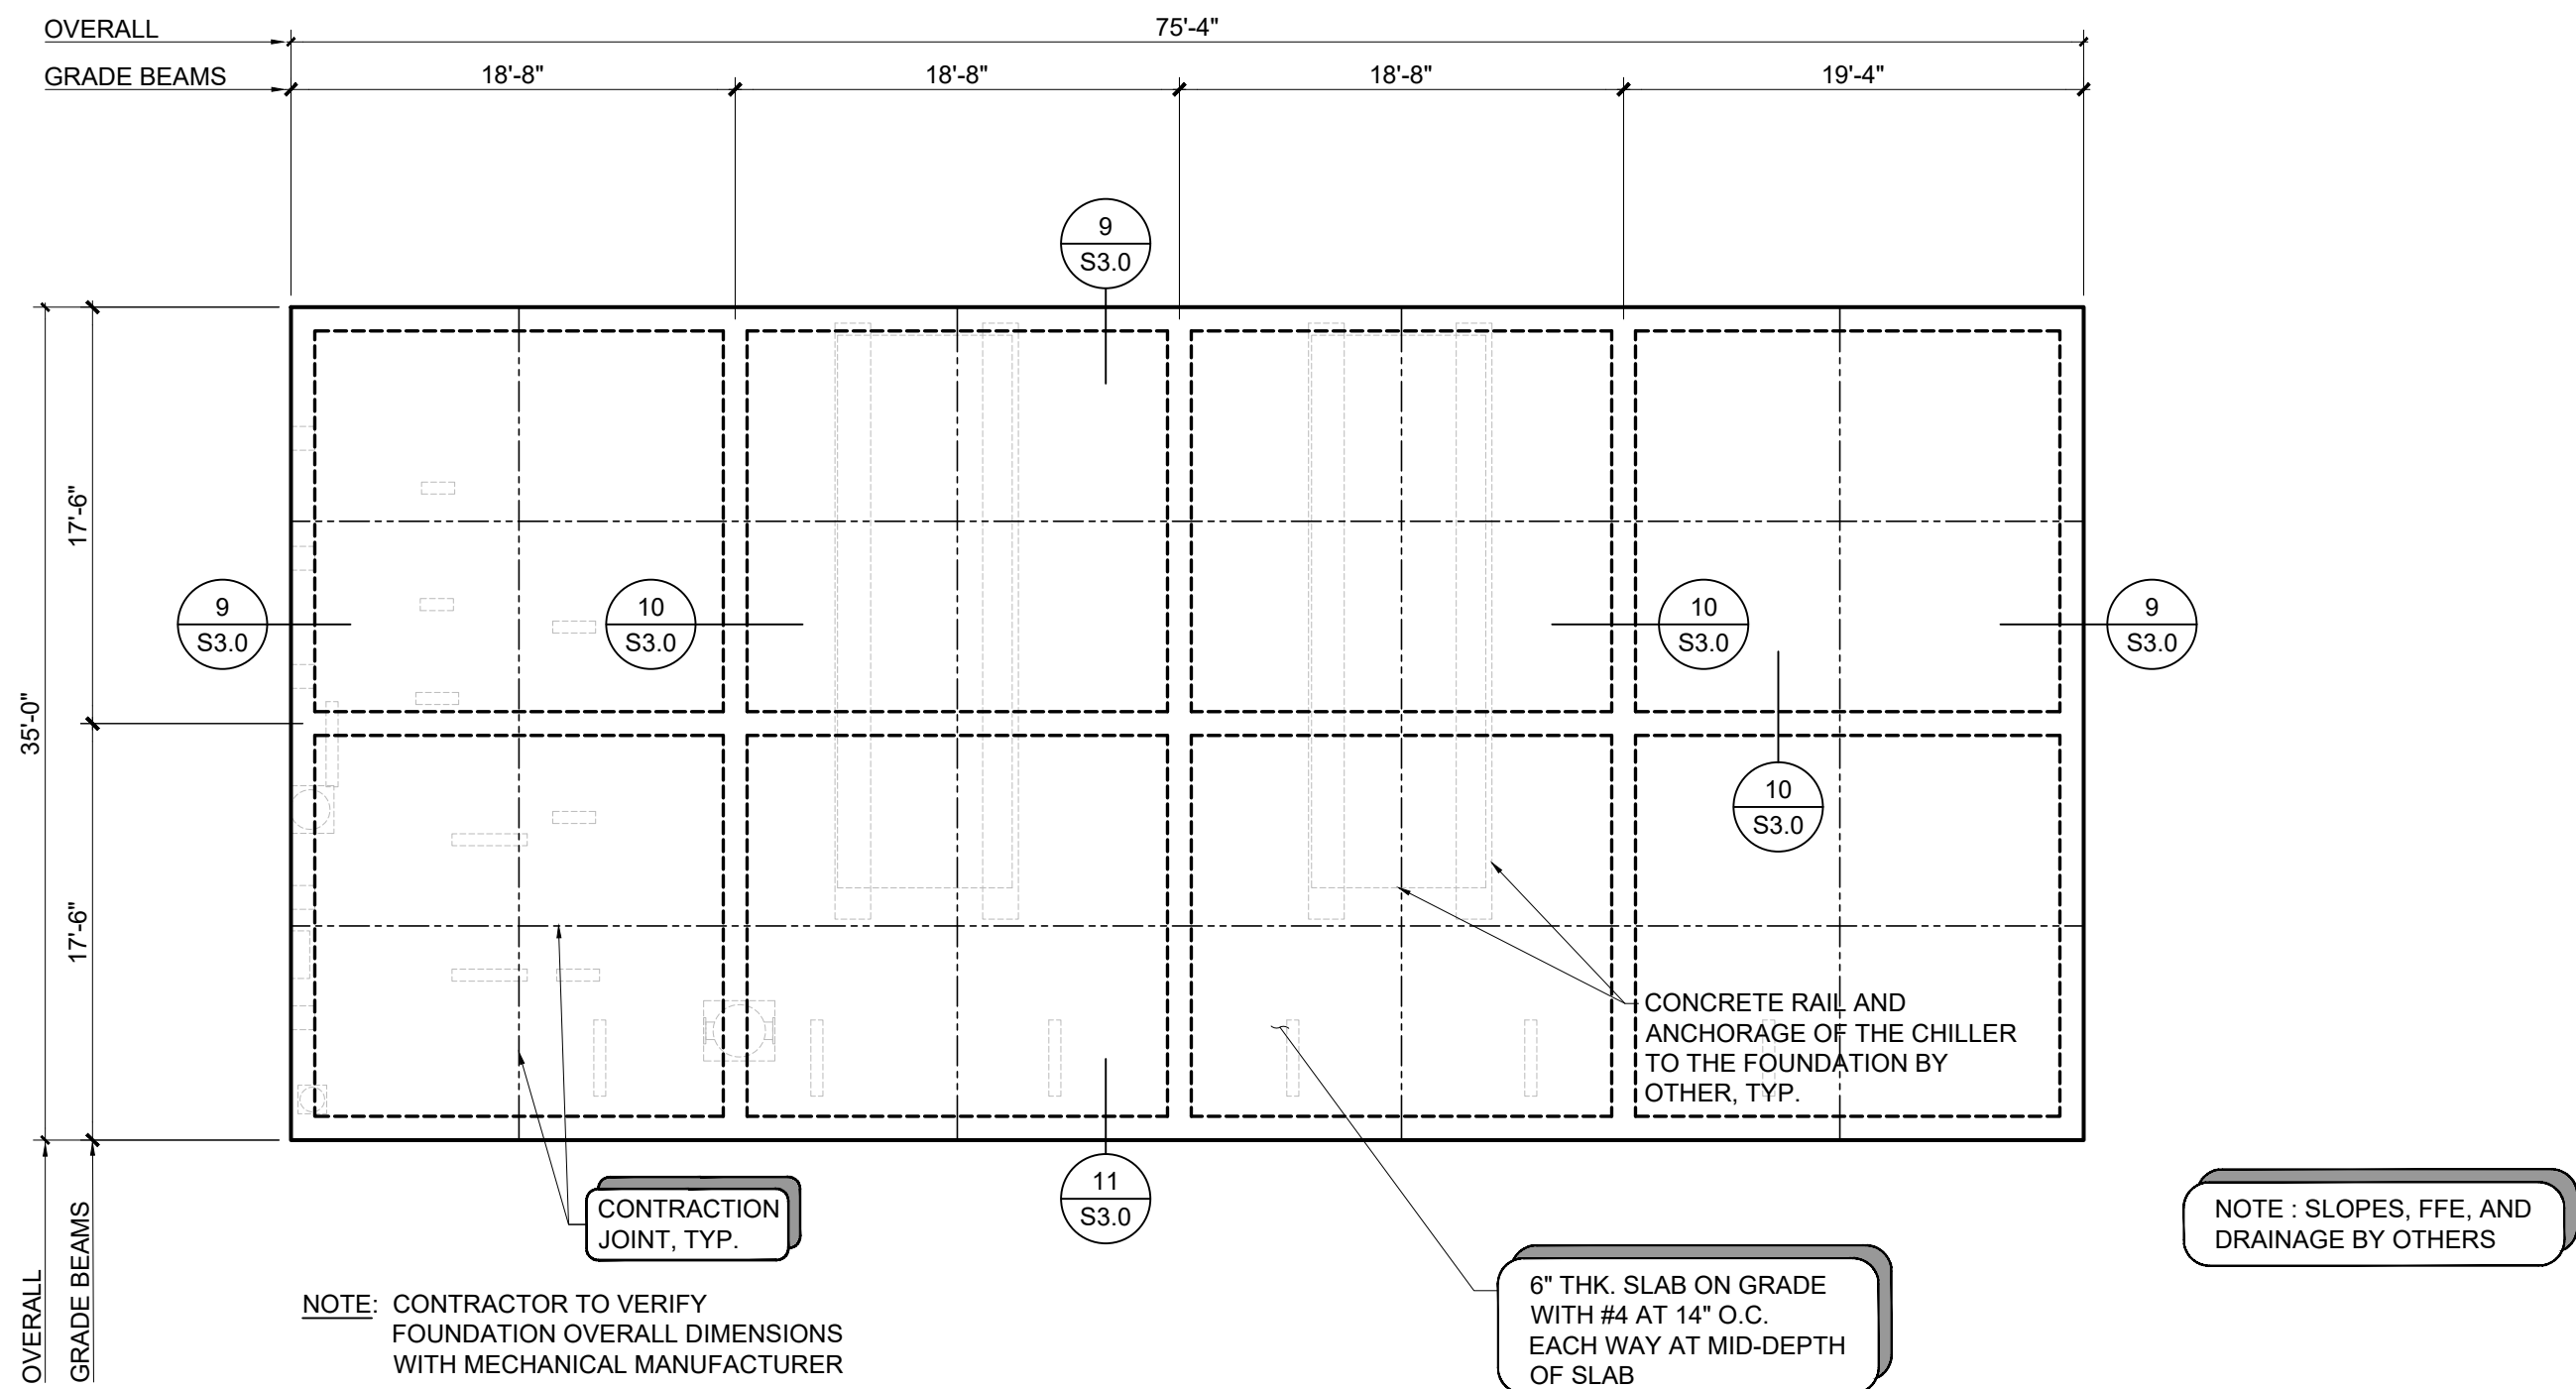 OVERALL
75'-4"
GRADE BEAMS
18'-8"
18'-8"
18'-8"
19'-4"
9
S3.0
17'-6"
35'-0"
9
S3.0
10
S3.0
10
S3.0
9
S3.0
10
S3.0
17'-6"
CONCRETE RAIL AND
ANCHORAGE OF THE CHILLER
TO THE FOUNDATION BY
OTHER, TYP.
11
S3.0
CONTRACTION
JOINT, TYP.
NOTE : SLOPES, FFE, AND
DRAINAGE BY OTHERS
6" THK. SLAB ON GRADE
WITH #4 AT 14" O.C.
EACH WAY AT MID-DEPTH
OF SLAB
OVERALL
GRADE BEAMS
NOTE: CONTRACTOR TO VERIFY
FOUNDATION OVERALL DIMENSIONS
WITH MECHANICAL MANUFACTURER